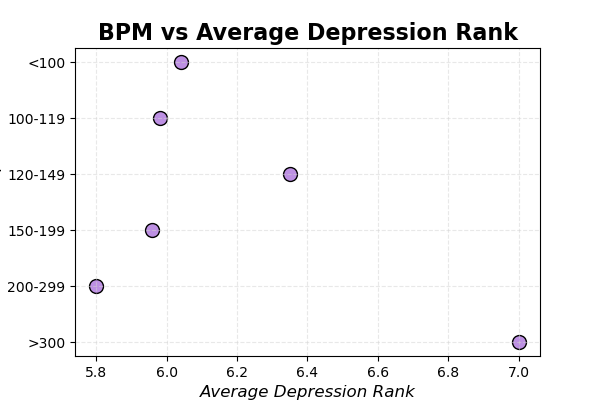 BPM vs Average Depression Rank
<100
100-119
120-149
150-199
200-299
>300
5.8 6.0 6.2 6.4 6.6 6.8 7.0
Average Depression Rank